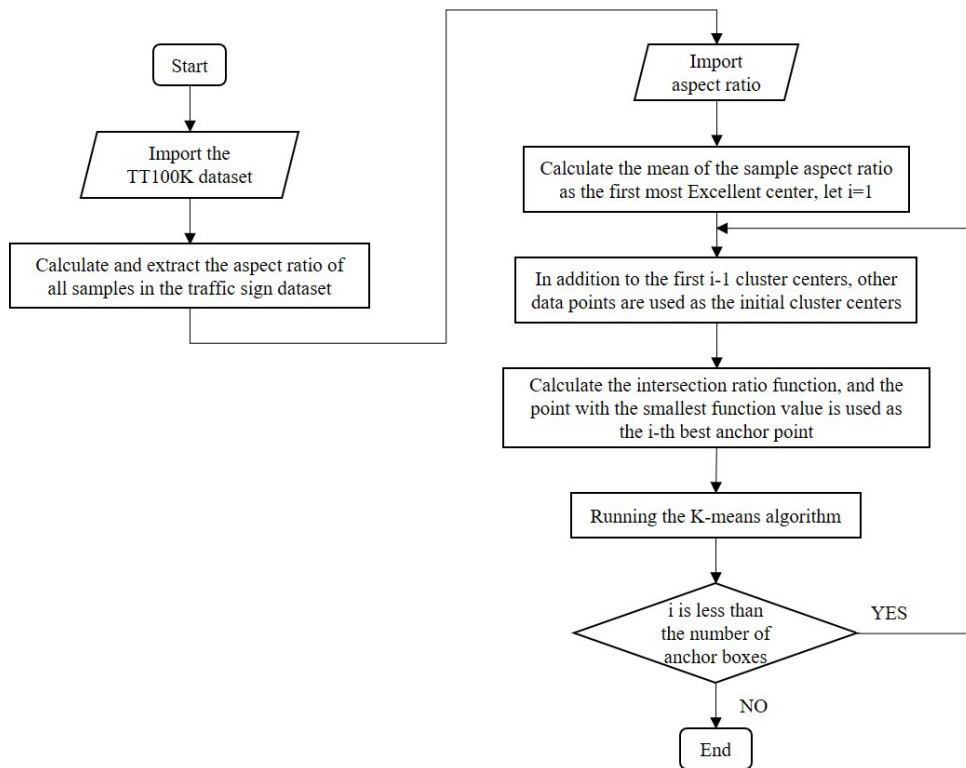 Start
Import the
TT100K dataset
Calculate and extract the aspect ratio of
all samples in the traffic sign dataset
Import
aspect ratio
Calculate the mean of the sample aspect ratio
as the first most Excellent center, let i=1
In addition to the first i-1 cluster centers, other
data points are used as the initial cluster centers
Calculate the intersection ratio function, and the
point with the smallest function value is used as
the i-th best anchor point
Running the K-means algorithm
i is less than
the number of
anchor boxes
YES
NO
End